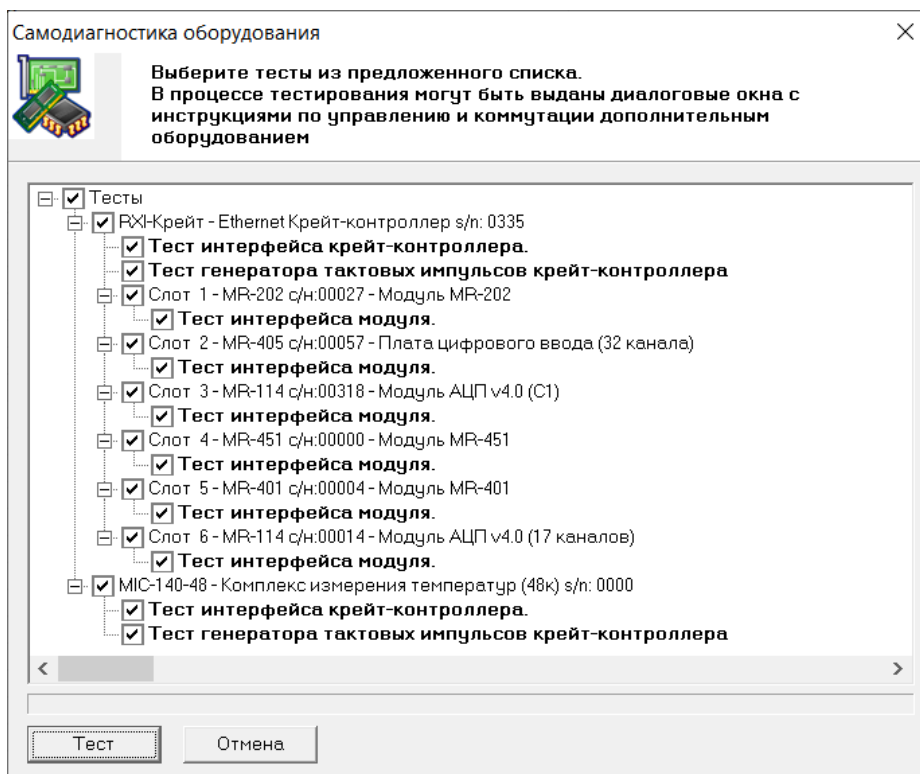 Самодиагностика оборудования
Выберите тесты из предложенного списка.
В процессе тестирования могут быть выданы диалоговые окна с
инструкциями по управлению и коммутации дополнительным
оборудованием
Тесты
RXI-Крейт - Ethernet Крейт-контроллер s/n: 0335
Тест интерфейса крейт-контроллера.
Тест генератора тактовых импульсов крейт-контроллера
Слот 1 - MR-202 с/н:00027 - Модуль MR-202
Тест интерфейса модуля.
Слот 2 - MR-405 с/н:00057 - Плата цифрового ввода (32 канала)
Тест интерфейса модуля.
Слот 3 - MR-114 с/н:00318 - Модуль АЦП v4.0 (C1)
Тест интерфейса модуля.
Слот 4 - MR-451 с/н:00000 - Модуль MR-451
Тест интерфейса модуля.
Слот 5 - MR-401 с/н:00004 - Модуль MR-401
Тест интерфейса модуля.
Слот 6 - MR-114 с/н:00014 - Модуль АЦП v4.0 (17 каналов)
Тест интерфейса модуля.
MIC-140-48 - Комплекс измерения температур (48к) s/n: 0000
Тест интерфейса крейт-контроллера.
Тест генератора тактовых импульсов крейт-контроллера
Тест Отмена